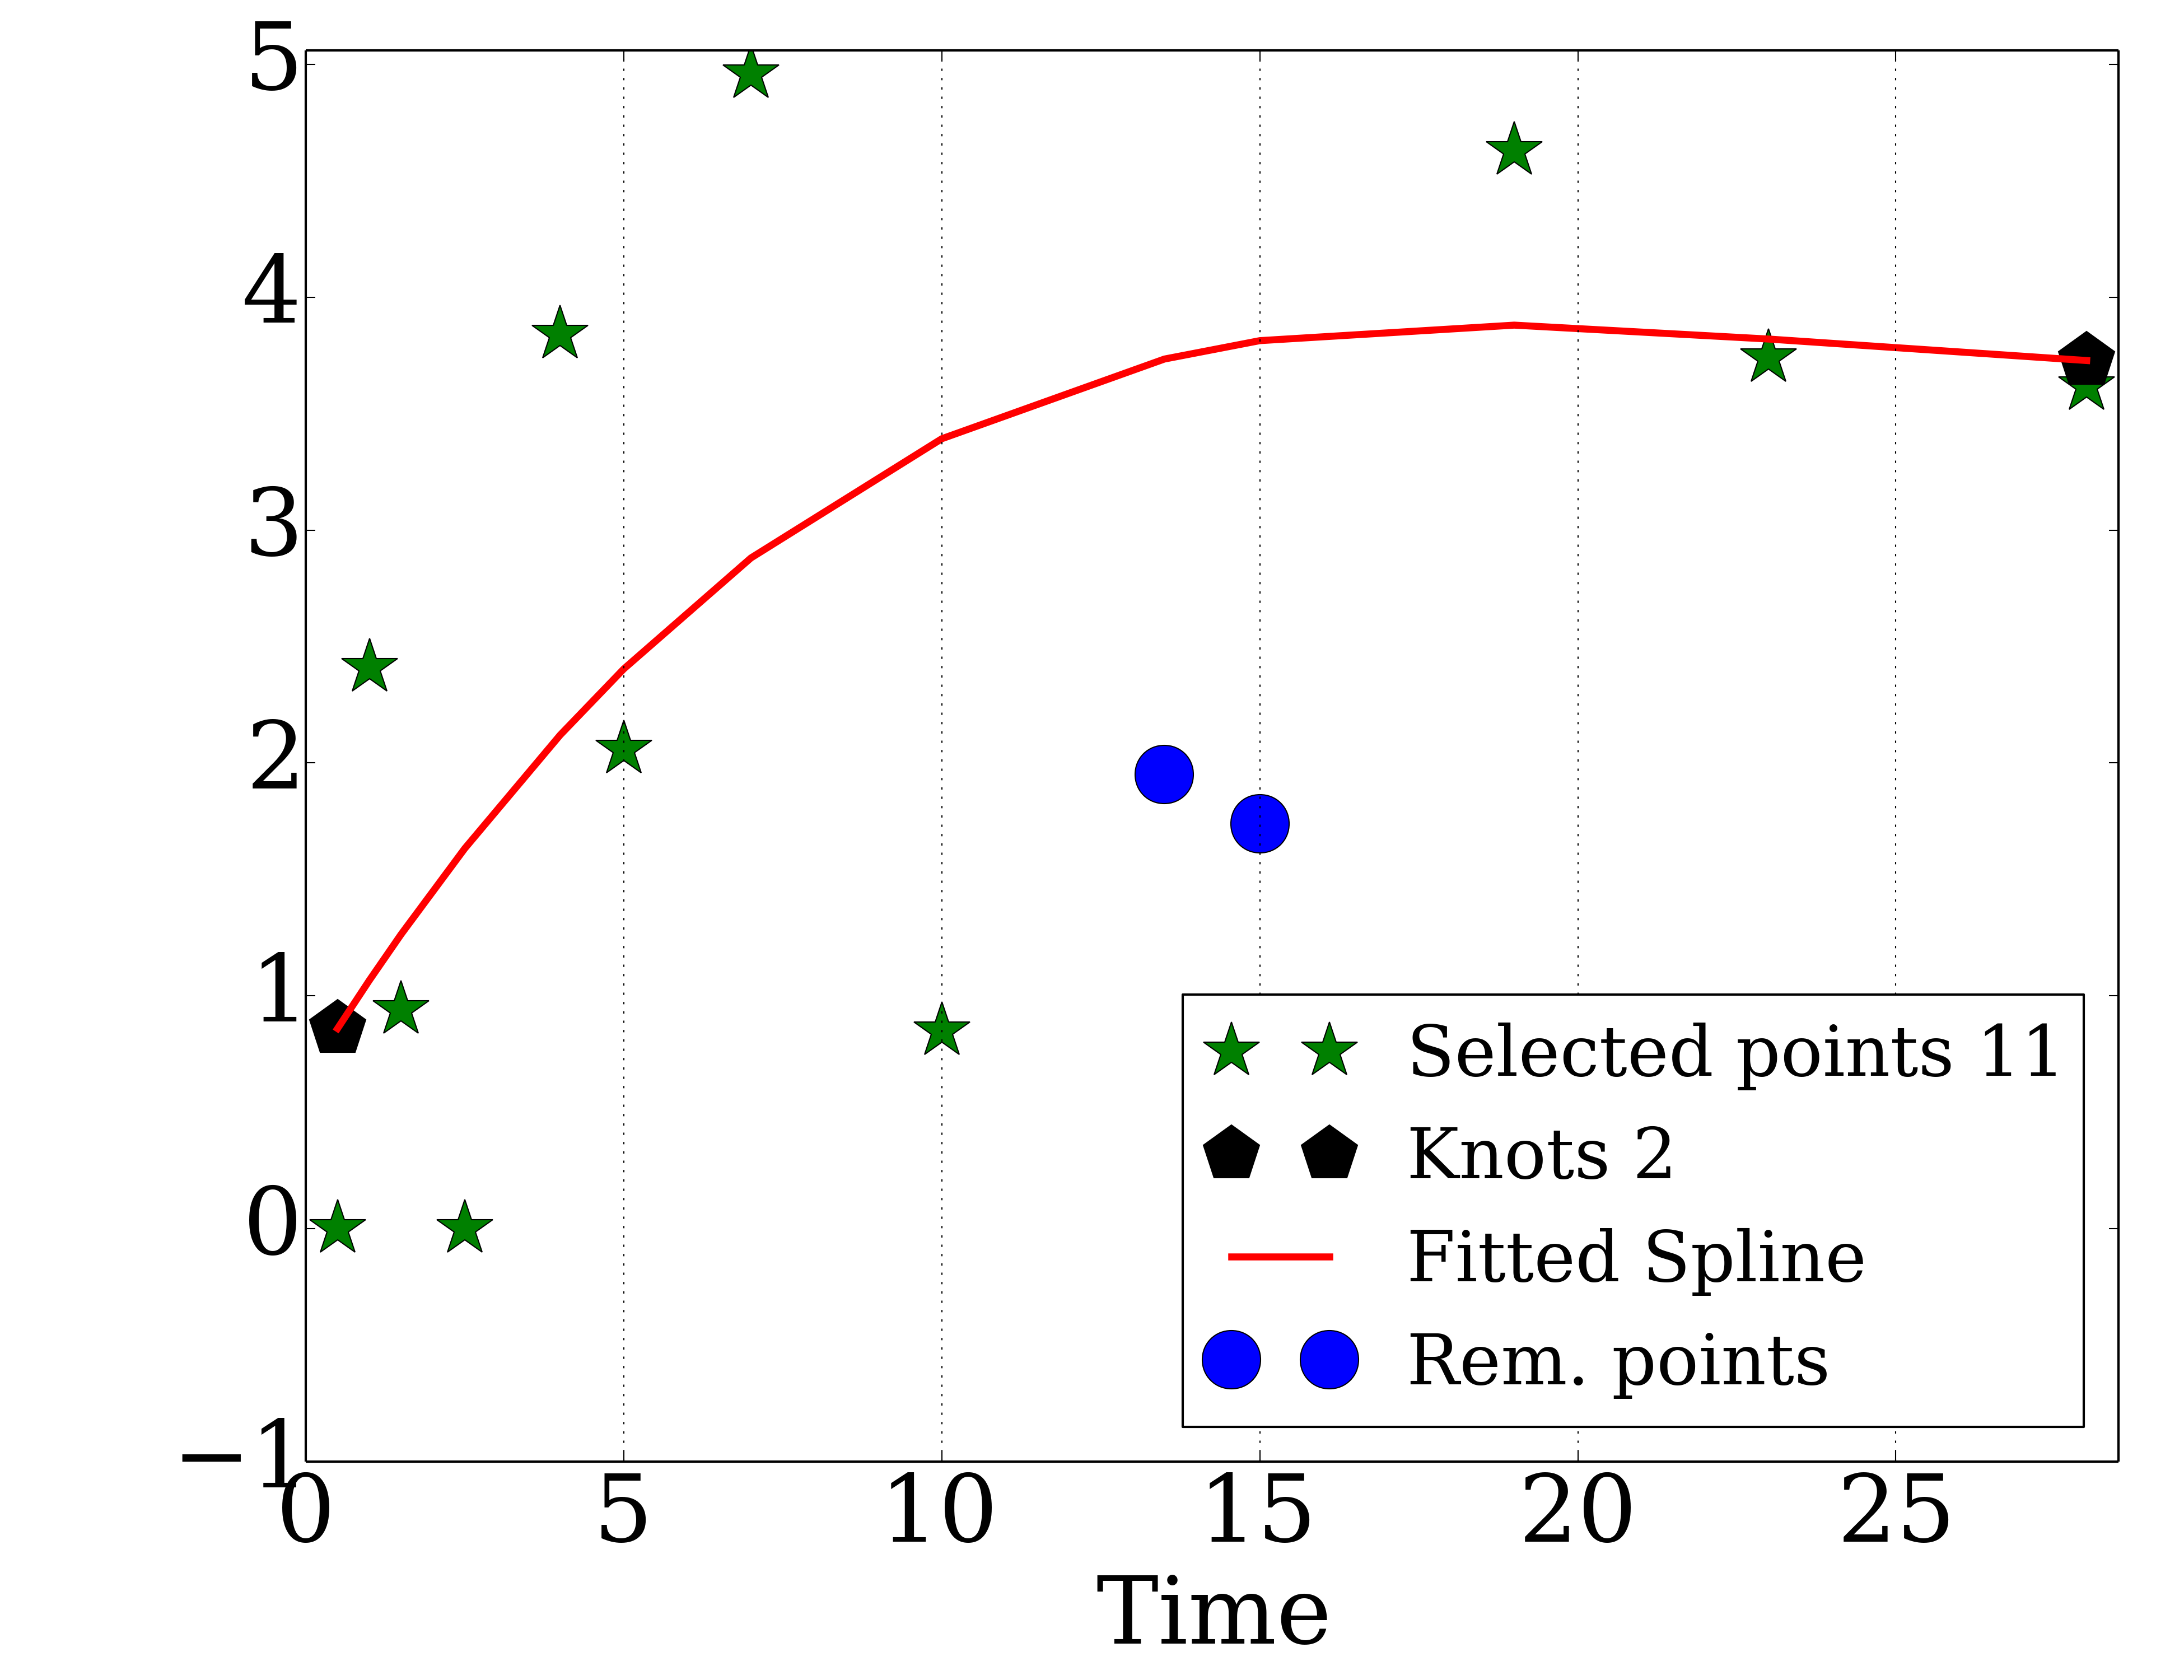 5
4
3
2
1
0
−1
0 5 10 15 20 25
Time
Selected points 11
Knots 2
Fitted Spline
Rem. points